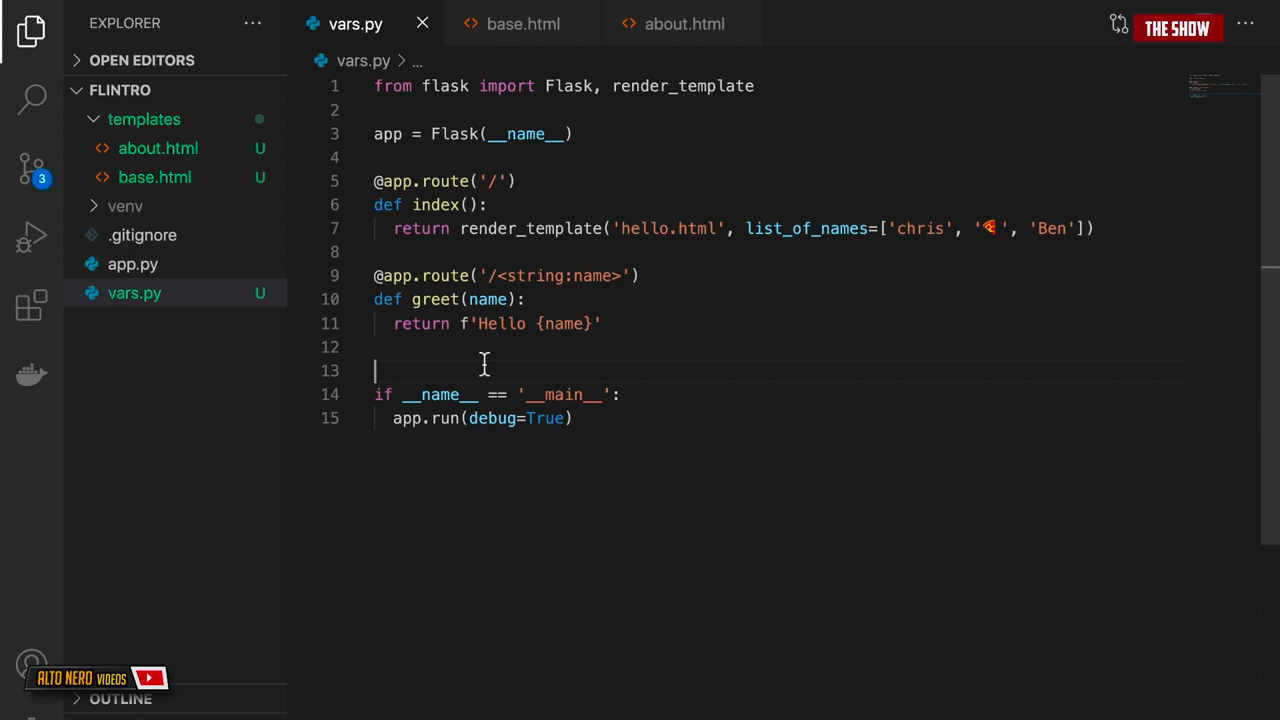 EXPLORER
OPEN EDITORS
FLINTRO
templates
about.html U
base.html U
venv
.gitignore
app.py
vars.py U
OUTLINE
3
vars.py
base.html
about.html
THE SHOW
vars.py > ...
1 from flask import Flask, render_template
2
3 app = Flask(__name__)
4
5 @app.route('/')
6 def index():
7 return render_template('hello.html', list_of_names=['chris', '🍕', 'Ben'])
8
9 @app.route('/<string:name>')
10 def greet(name):
11 return f'Hello {name}'
12
13
14 if __name__ == '__main__':
15 app.run(debug=True)
ALTO NERO VIDEOS